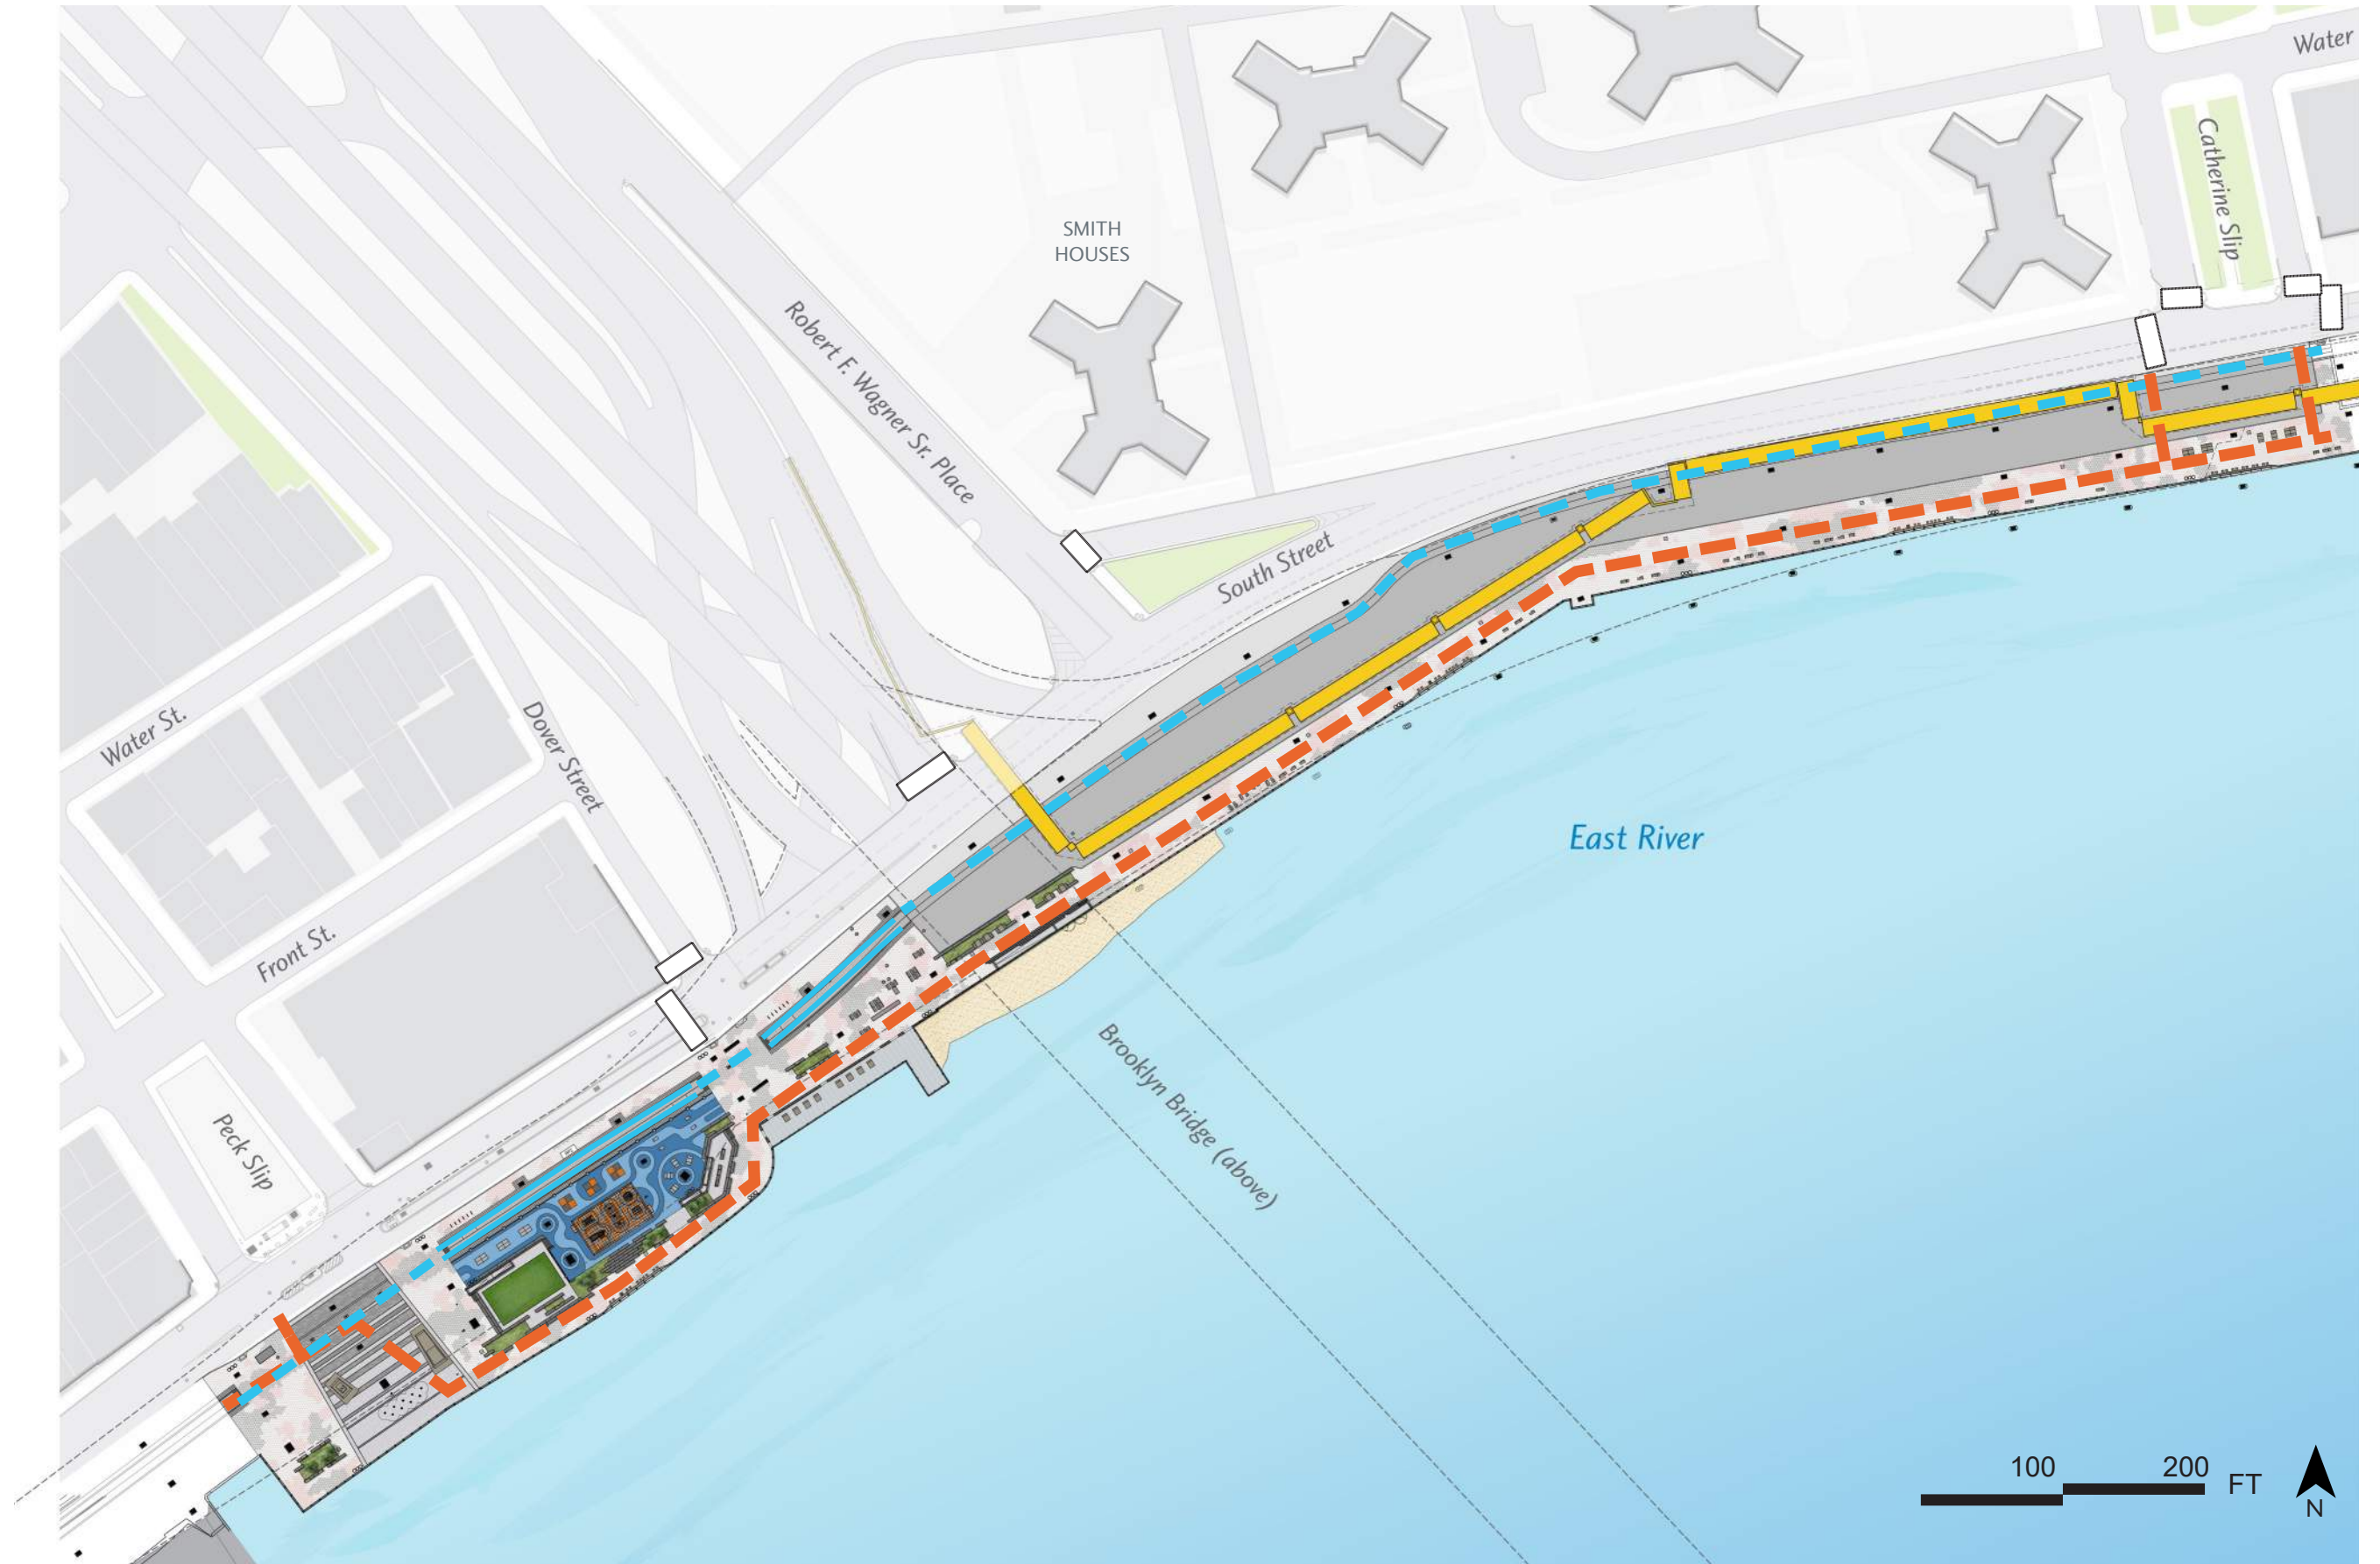 Water
Catherine Slip
SMITH
HOUSES
Robert F. Wagner Sr. Place
South Street
Water St.
Dover Street
Front St.
East River
Peck Slip
Brooklyn Bridge (above)
100 200 FT
N